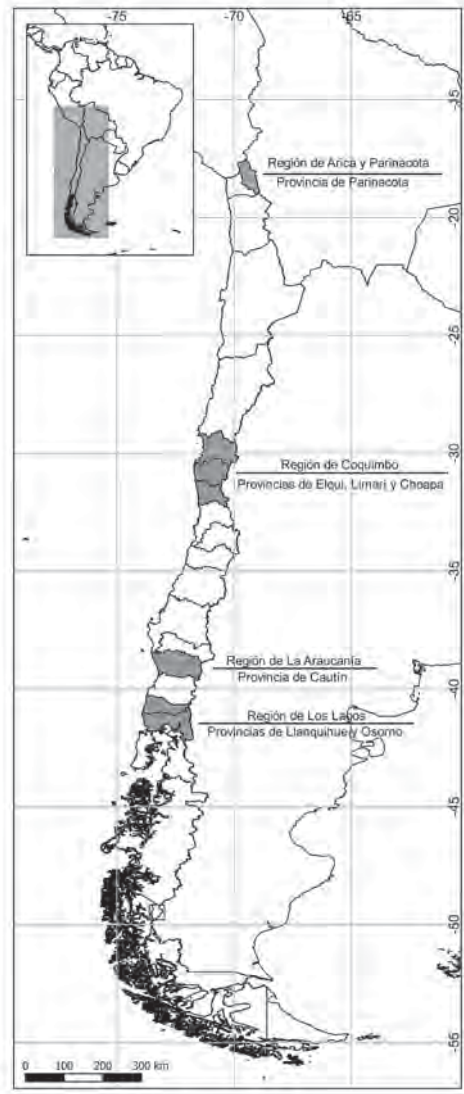 -75
-70
-65
-15
Región de Arica y Parinacota
Provincia de Parinacota
-20
-25
-30
Región de Coquimbo
Provincias de Elqui, Limarí y Choapa
-35
-40
Región de La Araucanía
Provincia de Cautín
Región de Los Lagos
Provincias de Llanquihue y Osorno
-45
-50
-55
0 100 200 300 km